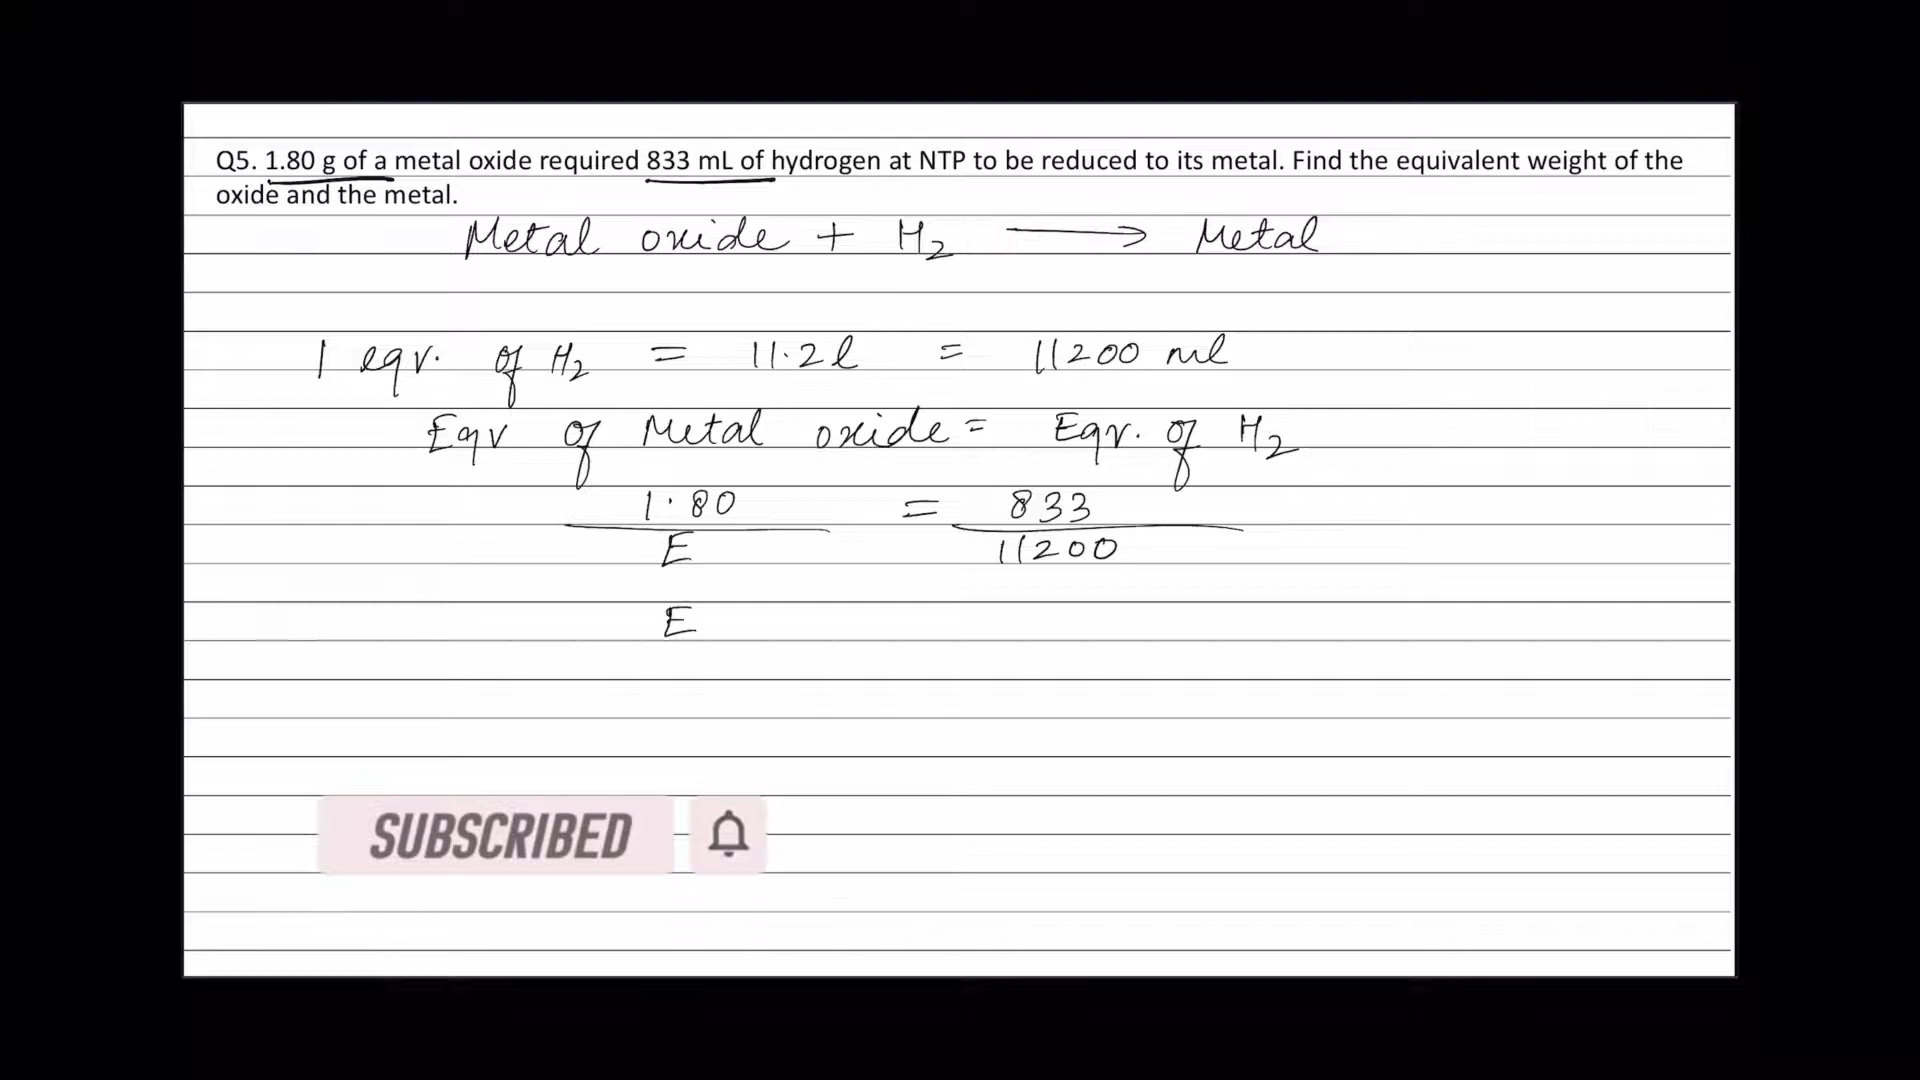 Q5. 1.80 g of a metal oxide required 833 mL of hydrogen at NTP to be reduced to its metal. Find the equivalent weight of the
oxide and the metal.
Metal oxide + H₂ ⟶ Metal
1 eqv. of H₂ = 11.2l = 11200 ml
Eqv of Metal oxide = Eqv. of H₂
1.80 = 833
E 11200
E
SUBSCRIBED